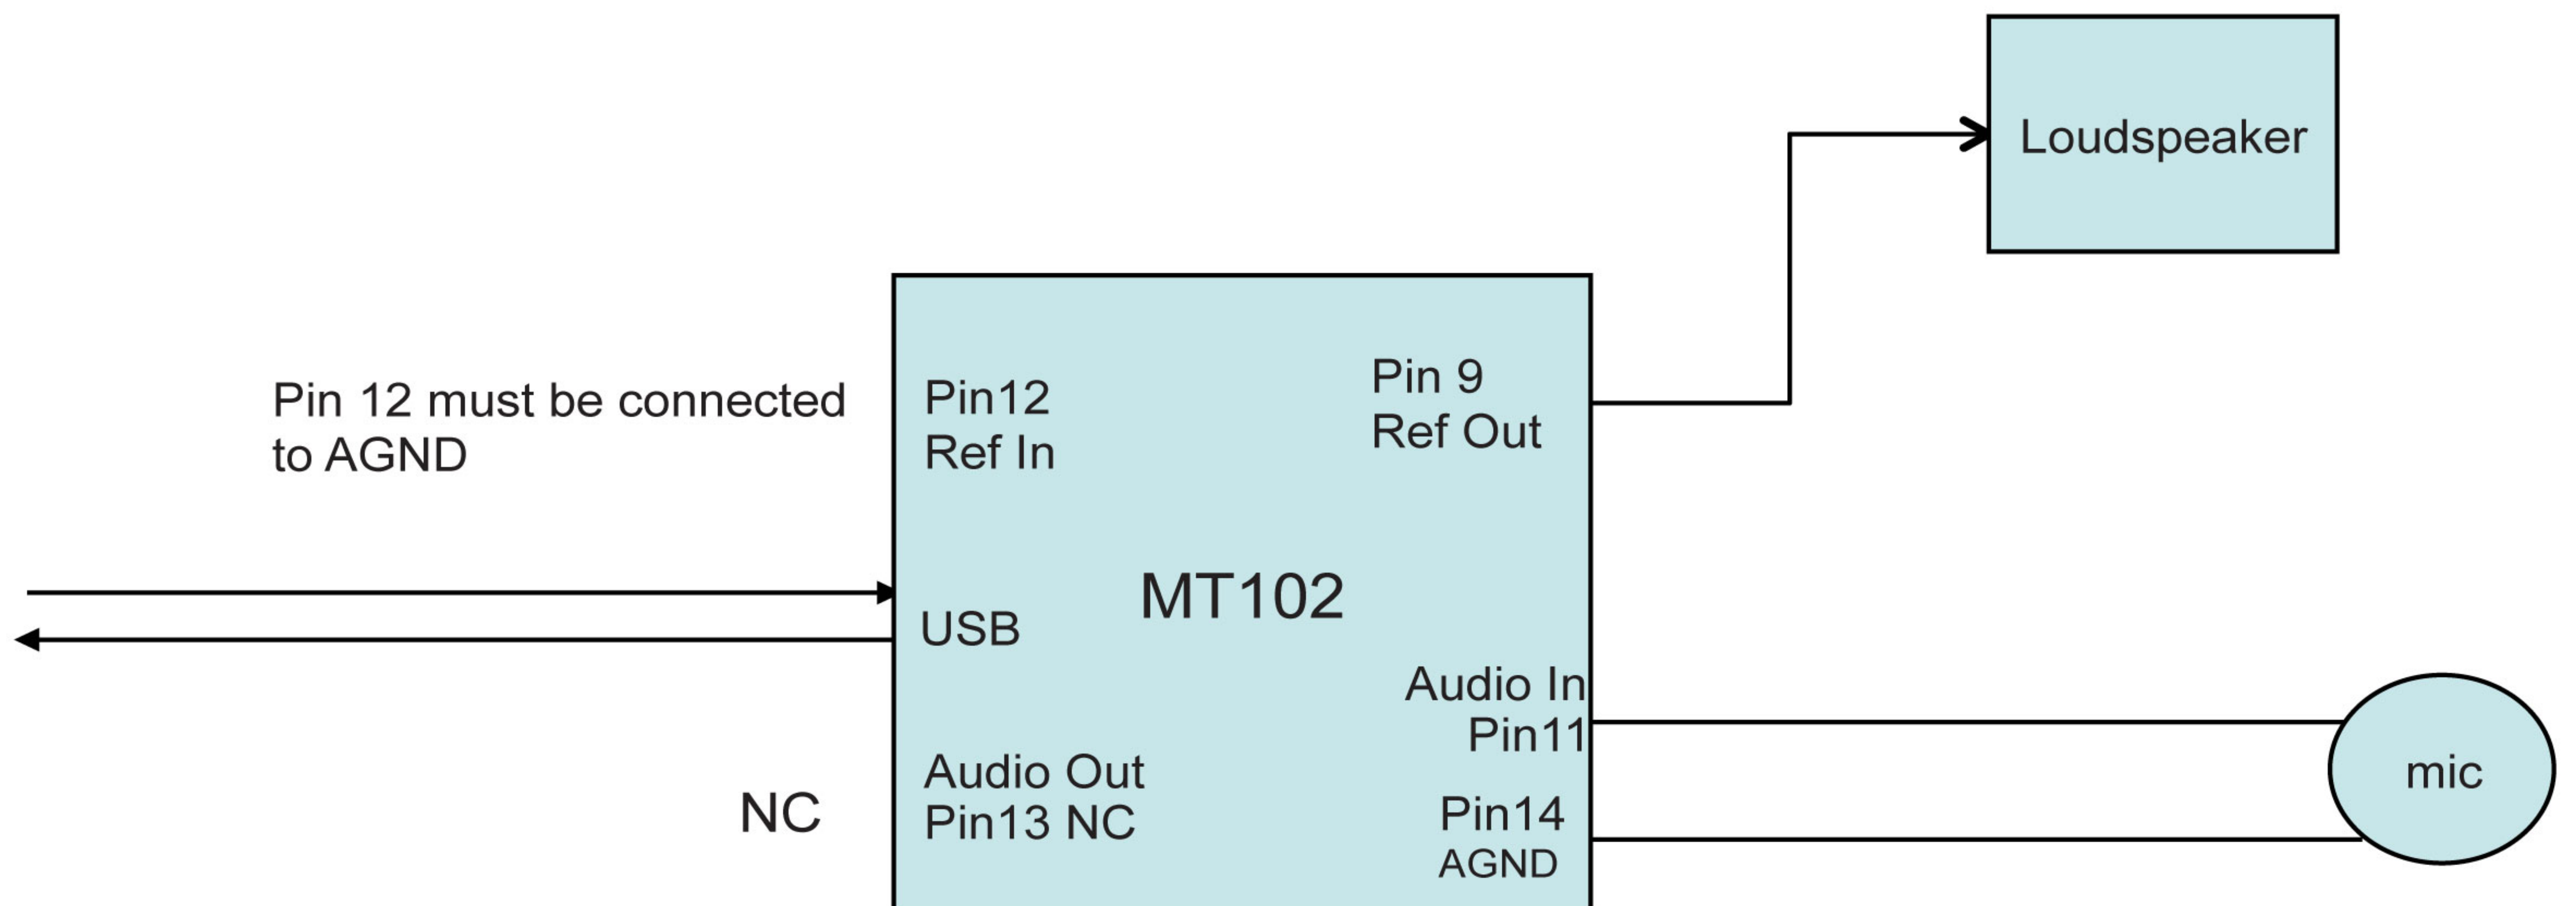 Loudspeaker
Pin 12 must be connected
to AGND
Pin12
Ref In
Pin 9
Ref Out
USB
MT102
Audio In
Pin11
Audio Out
Pin13 NC
NC
Pin14
AGND
mic